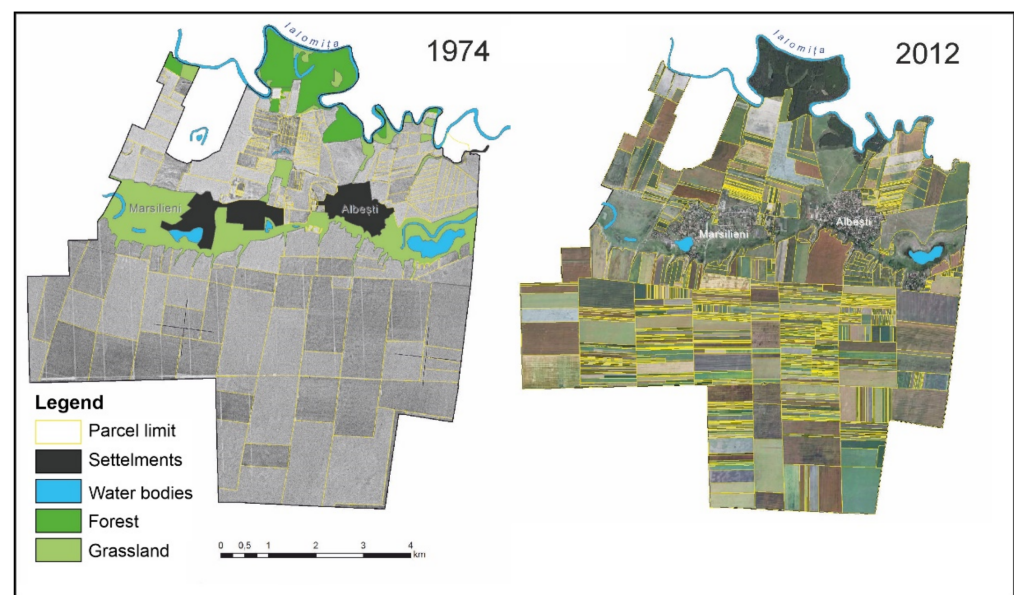 Ialomița
1974
Marsilieni
Albești
Legend
Parcel limit
Settelments
Water bodies
Forest
Grassland
0 0,5 1 2 3 4
km
Ialomița
2012
Albești
Marsilieni